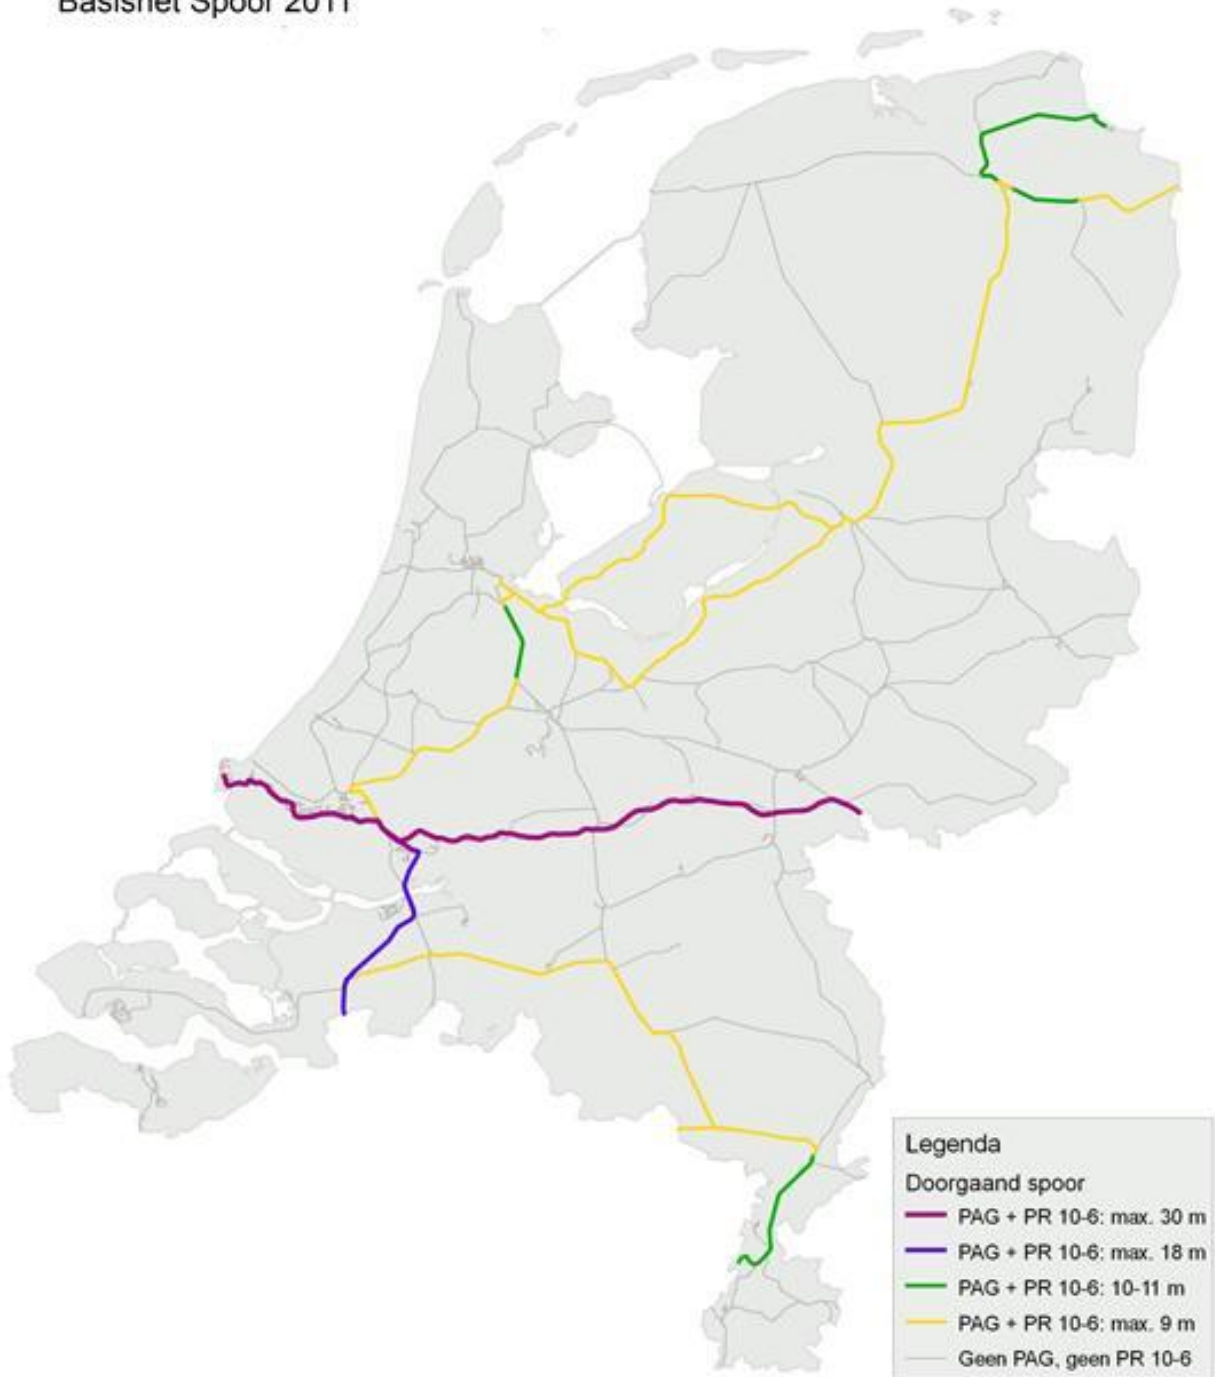 Basisnet Spoor 2011
Legenda
Doorgaand spoor
PAG + PR 10-6: max. 30 m
PAG + PR 10-6: max. 18 m
PAG + PR 10-6: 10-11 m
PAG + PR 10-6: max. 9 m
Geen PAG, geen PR 10-6